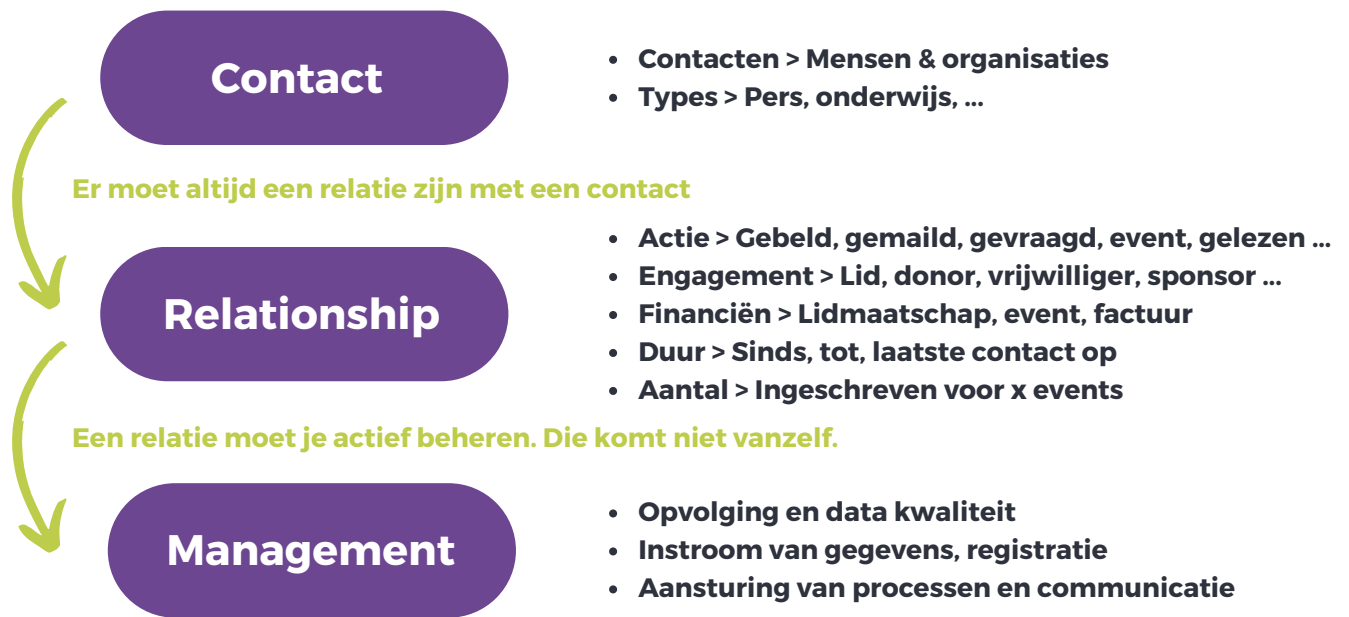 Contact
• Contacten > Mensen & organisaties
• Types > Pers, onderwijs, ...
Er moet altijd een relatie zijn met een contact
Relationship
• Actie > Gebeld, gemaild, gevraagd, event, gelezen ...
• Engagement > Lid, donor, vrijwilliger, sponsor ...
• Financiën > Lidmaatschap, event, factuur
• Duur > Sinds, tot, laatste contact op
• Aantal > Ingeschreven voor x events
Een relatie moet je actief beheren. Die komt niet vanzelf.
Management
• Opvolging en data kwaliteit
• Instroom van gegevens, registratie
• Aansturing van processen en communicatie